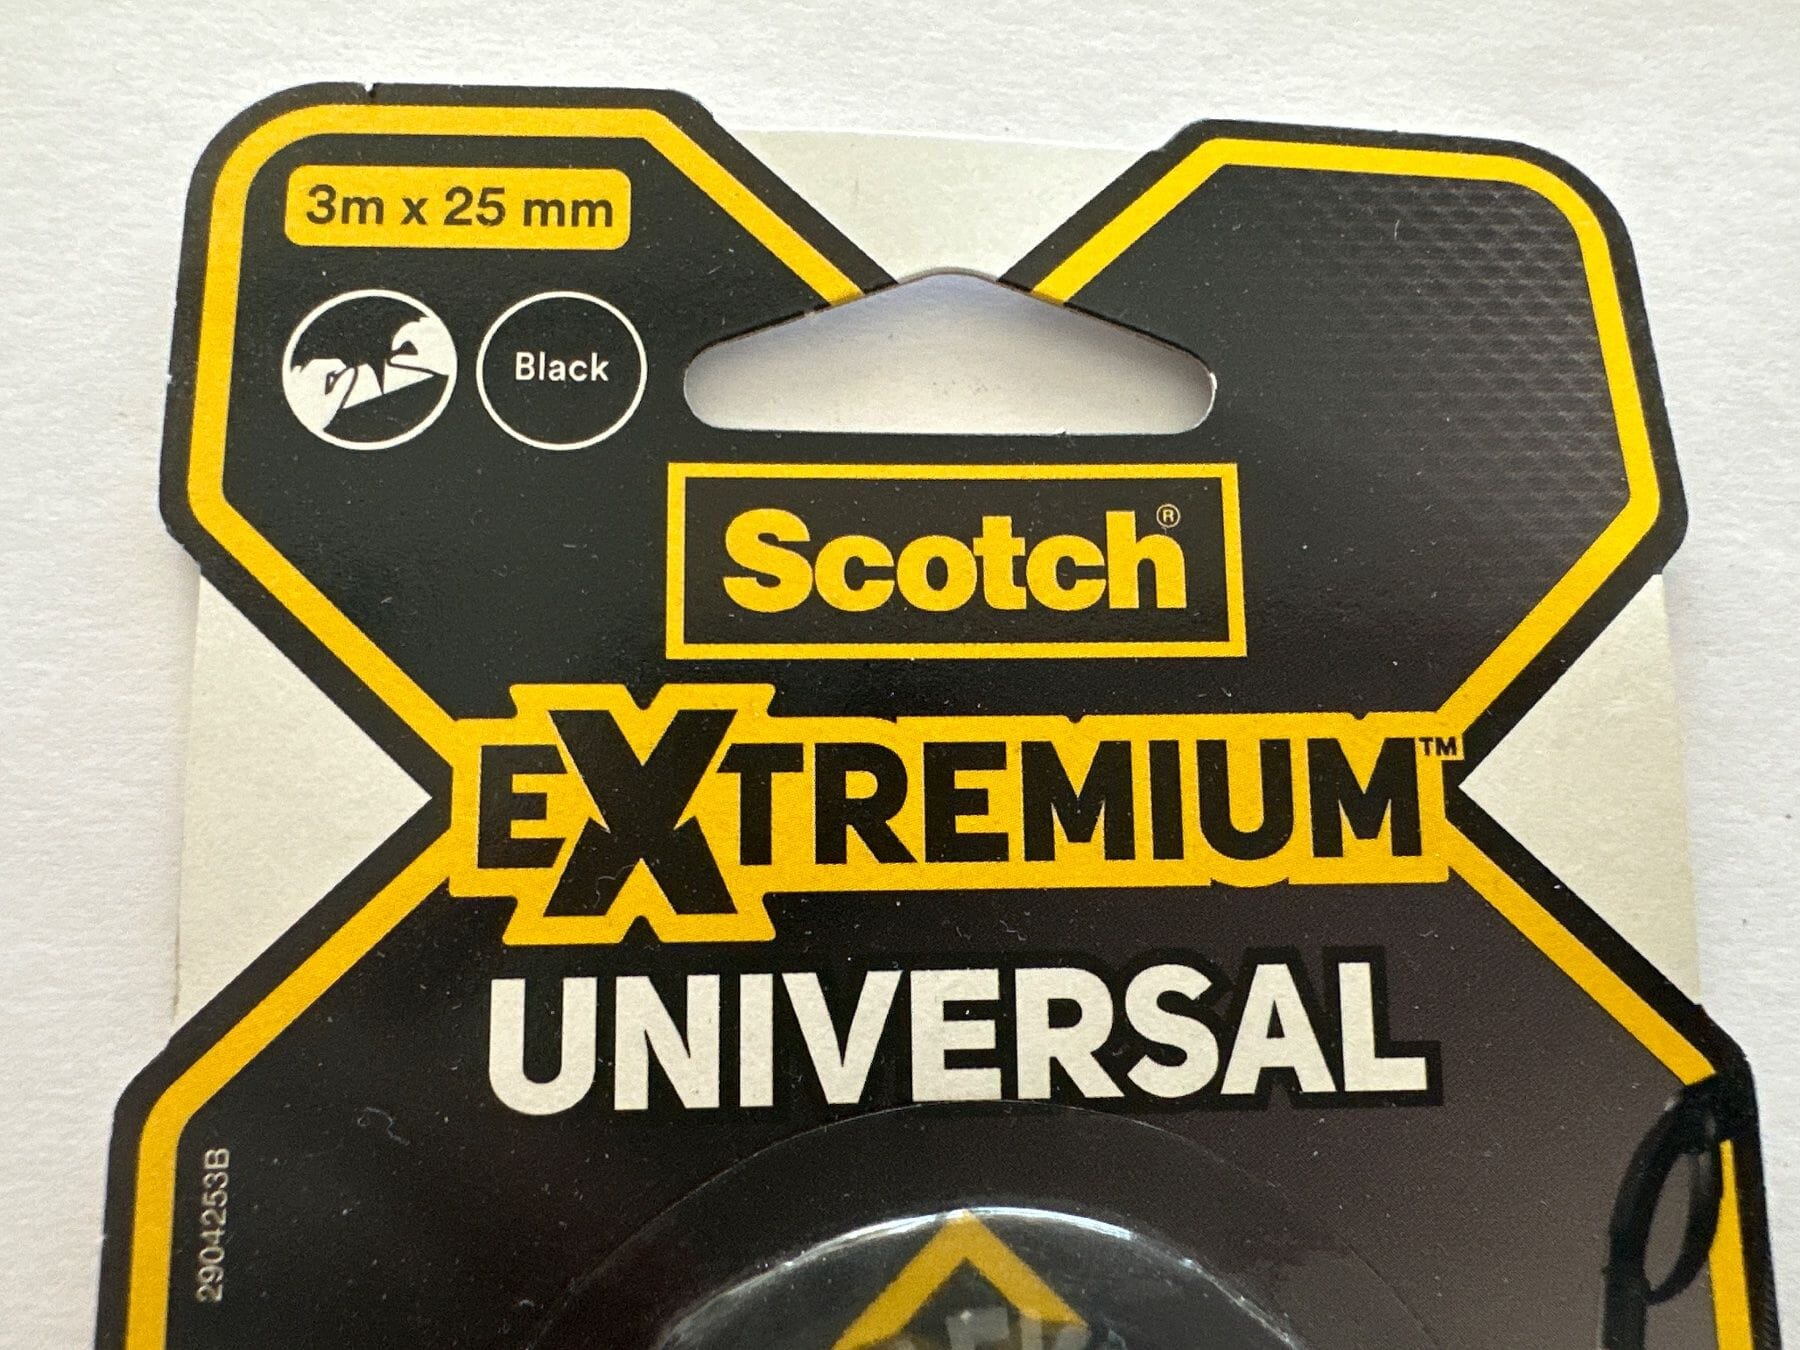 3m x 25 mm
Black
Scotch®
EXTREMIUM™
UNIVERSAL
2904253B